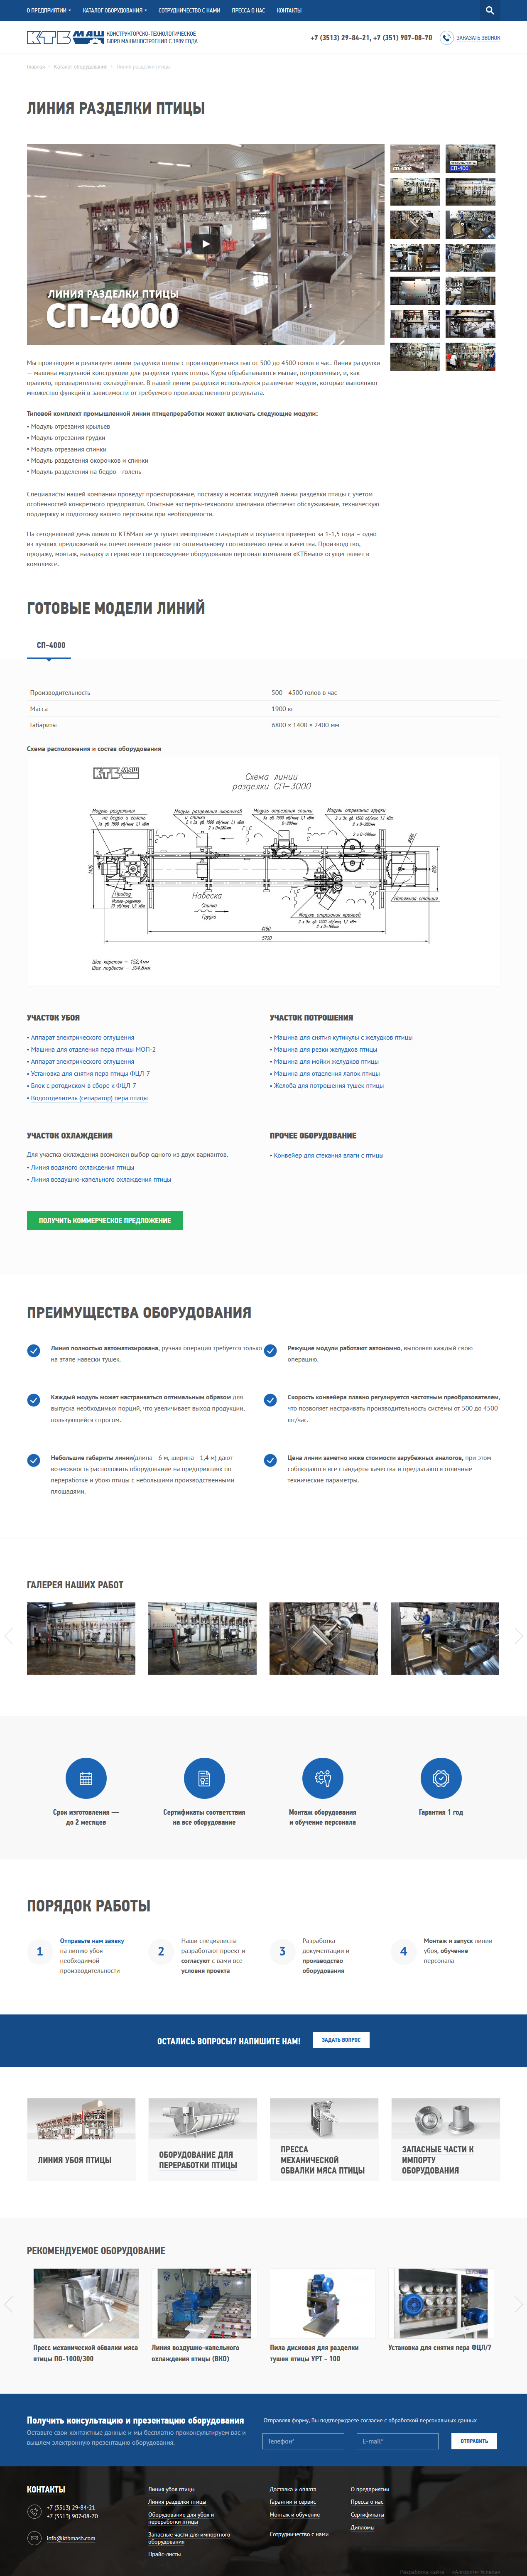 О ПРЕДПРИЯТИИ
КАТАЛОГ ОБОРУДОВАНИЯ
СОТРУДНИЧЕСТВО С НАМИ
ПРЕССА О НАС
КОНТАКТЫ
КТБМАШ
КОНСТРУКТОРСКО-ТЕХНОЛОГИЧЕСКОЕ
БЮРО МАШИНОСТРОЕНИЯ С 1999 ГОДА
+7 (3513) 29-84-21, +7 (351) 907-08-70
ЗАКАЗАТЬ ЗВОНОК
Главная
Каталог оборудования
Линия разделки птицы
ЛИНИЯ РАЗДЕЛКИ ПТИЦЫ
ЛИНИЯ РАЗДЕЛКИ ПТИЦЫ
СП-4000
Мы производим и реализуем линии разделки птицы с производительностью от 500 до 4500 голов в час. Линия разделки
— машина модульной конструкции для разделки тушек птицы. Куры обрабатываются мытые, потрошенные, и, как
правило, предварительно охлаждённые. В нашей линии разделки используются различные модули, которые выполняют
множество функций в зависимости от требуемого производственного результата.
Типовой комплект промышленной линии птицепреработки может включать следующие модули:
• Модуль отрезания крыльев
• Модуль отрезания грудки
• Модуль отрезания спинки
• Модуль разделения окорочков и спинки
• Модуль разделения на бедро - голень
Специалисты нашей компании проведут проектирование, поставку и монтаж модулей линии разделки птицы с учетом
особенностей конкретного предприятия. Опытные эксперты-технологи компании обеспечат обслуживание, техническую
поддержку и подготовку вашего персонала при необходимости.
На сегодняшний день линия от КТБМаш не уступает импортным стандартам и окупается примерно за 1-1,5 года – одно
из лучших предложений на отечественном рынке по оптимальному соотношению цены и качества. Производство,
продажу, монтаж, наладку и сервисное сопровождение оборудования персонал компании «КТБмаш» осуществляет в
комплексе.
ГОТОВЫЕ МОДЕЛИ ЛИНИЙ
СП-4000
Производительность 500 - 4500 голов в час
Масса 1900 кг
Габариты 6800 × 1400 × 2400 мм
Схема расположения и состав оборудования
КТБМАШ
Схема линии
разделки СП-3000
Модуль разделения
на бедро и голень
Модуль разделения окорочков
и спинки
Модуль отрезания спинки
Модуль отрезания грудки
Привод
Навеска
Спинка
Грудка
Модуль отрезания крыльев
Натяжная станция
4180
5720
Шаг кареток – 152,4мм
Шаг подвесок – 304,8мм
УЧАСТОК УБОЯ
• Аппарат электрического оглушения
• Машина для отделения пера птицы МОП-2
• Аппарат электрического оглушения
• Установка для снятия пера птицы ФЦЛ-7
• Блок с ротодиском в сборе к ФЦЛ-7
• Водоотделитель (сепаратор) пера птицы
УЧАСТОК ПОТРОШЕНИЯ
• Машина для снятия кутикулы с желудков птицы
• Машина для резки желудков птицы
• Машина для мойки желудков птицы
• Машина для отделения лапок птицы
• Желоба для потрошения тушек птицы
УЧАСТОК ОХЛАЖДЕНИЯ
Для участка охлаждения возможен выбор одного из двух вариантов.
• Линия водяного охлаждения птицы
• Линия воздушно-капельного охлаждения птицы
ПРОЧЕЕ ОБОРУДОВАНИЕ
• Конвейер для стекания влаги с птицы
ПОЛУЧИТЬ КОММЕРЧЕСКОЕ ПРЕДЛОЖЕНИЕ
ПРЕИМУЩЕСТВА ОБОРУДОВАНИЯ
Линия полностью автоматизирована, ручная операция требуется только
на этапе навески тушек.
Режущие модули работают автономно, выполняя каждый свою
операцию.
Каждый модуль может настраиваться оптимальным образом для
выпуска необходимых порций, что увеличивает выход продукции,
пользующейся спросом.
Скорость конвейера плавно регулируется частотным преобразователем,
что позволяет настраивать производительность системы от 500 до 4500
шт/час.
Небольшие габариты линии(длина - 6 м, ширина - 1,4 м) дают
возможность расположить оборудование на предприятиях по
переработке и убою птицы с небольшими производственными
площадями.
Цена линии заметно ниже стоимости зарубежных аналогов, при этом
соблюдаются все стандарты качества и предлагаются отличные
технические параметры.
ГАЛЕРЕЯ НАШИХ РАБОТ
Срок изготовления —
до 2 месяцев
Сертификаты соответствия
на все оборудование
Монтаж оборудования
и обучение персонала
Гарантия 1 год
ПОРЯДОК РАБОТЫ
1
Отправьте нам заявку
на линию убоя
необходимой
производительности
2
Наши специалисты
разработают проект и
согласуют с вами все
условия проекта
3
Разработка
документации и
производство
оборудования
4
Монтаж и запуск линии
убоя, обучение
персонала
ОСТАЛИСЬ ВОПРОСЫ? НАПИШИТЕ НАМ!
ЗАДАТЬ ВОПРОС
ЛИНИЯ УБОЯ ПТИЦЫ
ОБОРУДОВАНИЕ ДЛЯ
ПЕРЕРАБОТКИ ПТИЦЫ
ПРЕССА
МЕХАНИЧЕСКОЙ
ОБВАЛКИ МЯСА ПТИЦЫ
ЗАПАСНЫЕ ЧАСТИ К
ИМПОРТУ
ОБОРУДОВАНИЯ
РЕКОМЕНДУЕМОЕ ОБОРУДОВАНИЕ
Пресс механической обвалки мяса
птицы ПО-1000/300
Линия воздушно-капельного
охлаждения птицы (ВКО)
Пила дисковая для разделки
тушек птицы УРТ - 100
Установка для снятия пера ФЦЛ/7
Получить консультацию и презентацию оборудования
Оставьте свои контактные данные и мы бесплатно проконсультируем вас и
вышлем электронную презентацию оборудования.
Отправляя форму, Вы подтверждаете согласие с обработкой персональных данных
Телефон*
E-mail*
ОТПРАВИТЬ
КОНТАКТЫ
+7 (3513) 29-84-21
+7 (3513) 907-08-70
info@ktbmash.com
Линия убоя птицы
Линия разделки птицы
Оборудование для убоя и
переработки птицы
Запасные части для импортного
оборудования
Прайс-листы
Доставка и оплата
Гарантии и сервис
Монтаж и обучение
Сотрудничество с нами
О предприятии
Пресса о нас
Сертификаты
Дипломы
Разработка сайта — «Алгоритм Успеха»